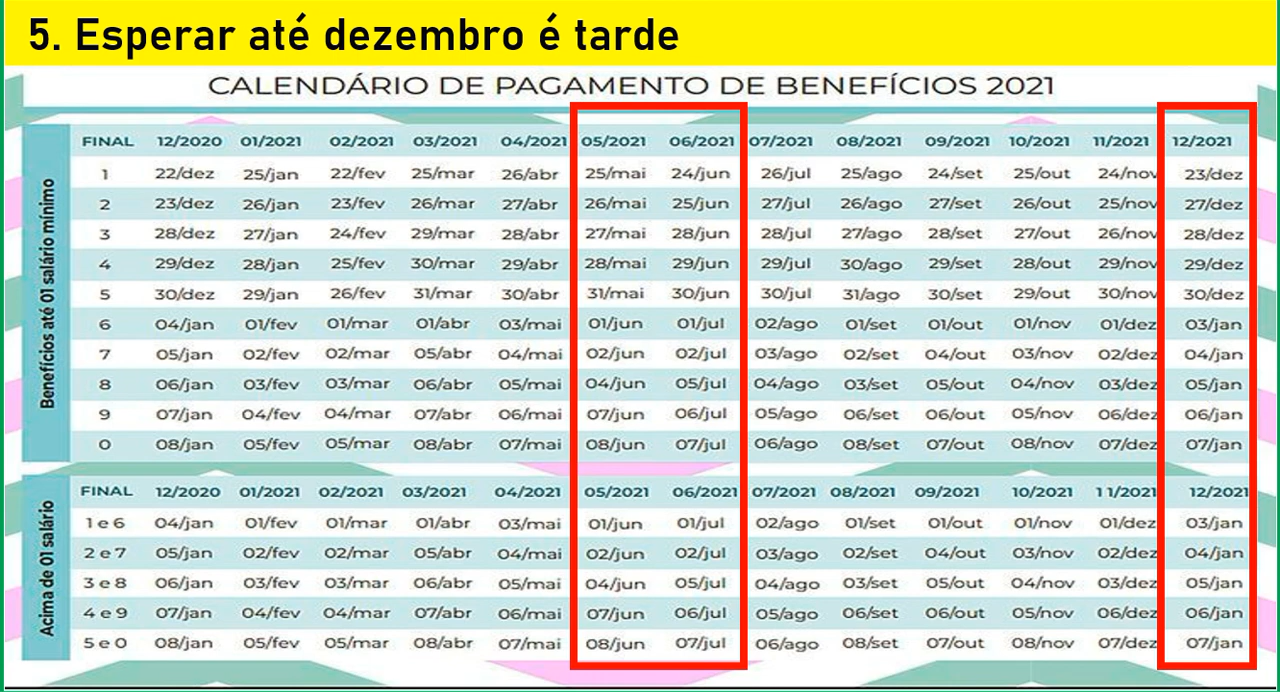 5. Esperar até dezembro é tarde
CALENDÁRIO DE PAGAMENTO DE BENEFÍCIOS 2021
Benefícios até 01 salário mínimo
FINAL 12/2020 01/2021 02/2021 03/2021 04/2021 05/2021 06/2021 07/2021 08/2021 09/2021 10/2021 11/2021 12/2021
1 22/dez 25/jan 22/fev 25/mar 26/abr 25/mai 24/jun 26/jul 25/ago 24/set 25/out 24/nov 23/dez
2 23/dez 26/jan 23/fev 26/mar 27/abr 26/mai 25/jun 27/jul 26/ago 27/set 26/out 25/nov 27/dez
3 28/dez 27/jan 24/fev 29/mar 28/abr 27/mai 28/jun 28/jul 27/ago 28/set 27/out 26/nov 28/dez
4 29/dez 28/jan 25/fev 30/mar 29/abr 28/mai 29/jun 29/jul 30/ago 29/set 28/out 29/nov 29/dez
5 30/dez 29/jan 26/fev 31/mar 30/abr 31/mai 30/jun 30/jul 31/ago 30/set 29/out 30/nov 30/dez
6 04/jan 01/fev 01/mar 01/abr 03/mai 01/jun 01/jul 02/ago 01/set 01/out 01/nov 01/dez 03/jan
7 05/jan 02/fev 02/mar 05/abr 04/mai 02/jun 02/jul 03/ago 02/set 04/out 03/nov 02/dez 04/jan
8 06/jan 03/fev 03/mar 06/abr 05/mai 04/jun 05/jul 04/ago 03/set 05/out 04/nov 03/dez 05/jan
9 07/jan 04/fev 04/mar 07/abr 06/mai 07/jun 06/jul 05/ago 06/set 06/out 05/nov 06/dez 06/jan
0 08/jan 05/fev 05/mar 08/abr 07/mai 08/jun 07/jul 06/ago 08/set 07/out 08/nov 07/dez 07/jan
Acima de 01 salário
FINAL 12/2020 01/2021 02/2021 03/2021 04/2021 05/2021 06/2021 07/2021 08/2021 09/2021 10/2021 11/2021 12/2021
1 e 6 04/jan 01/fev 01/mar 01/abr 03/mai 01/jun 01/jul 02/ago 01/set 01/out 01/nov 01/dez 03/jan
2 e 7 05/jan 02/fev 02/mar 05/abr 04/mai 02/jun 02/jul 03/ago 02/set 04/out 03/nov 02/dez 04/jan
3 e 8 06/jan 03/fev 03/mar 06/abr 05/mai 04/jun 05/jul 04/ago 03/set 05/out 04/nov 03/dez 05/jan
4 e 9 07/jan 04/fev 04/mar 07/abr 06/mai 07/jun 06/jul 05/ago 06/set 06/out 05/nov 06/dez 06/jan
5 e 0 08/jan 05/fev 05/mar 08/abr 07/mai 08/jun 07/jul 06/ago 08/set 07/out 08/nov 07/dez 07/jan